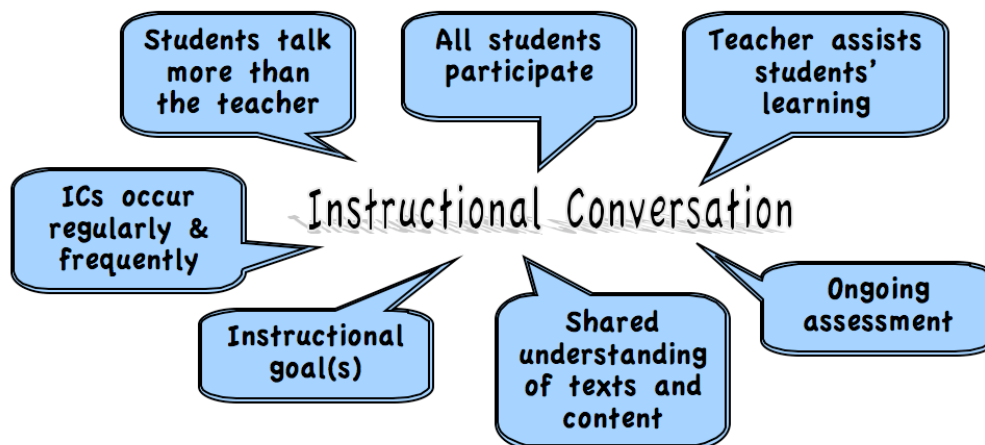 Students talk
more than
the teacher
All students
participate
Teacher assists
students’
learning
ICs occur
regularly &
frequently
Instructional Conversation
Instructional
goal(s)
Shared
understanding
of texts and
content
Ongoing
assessment